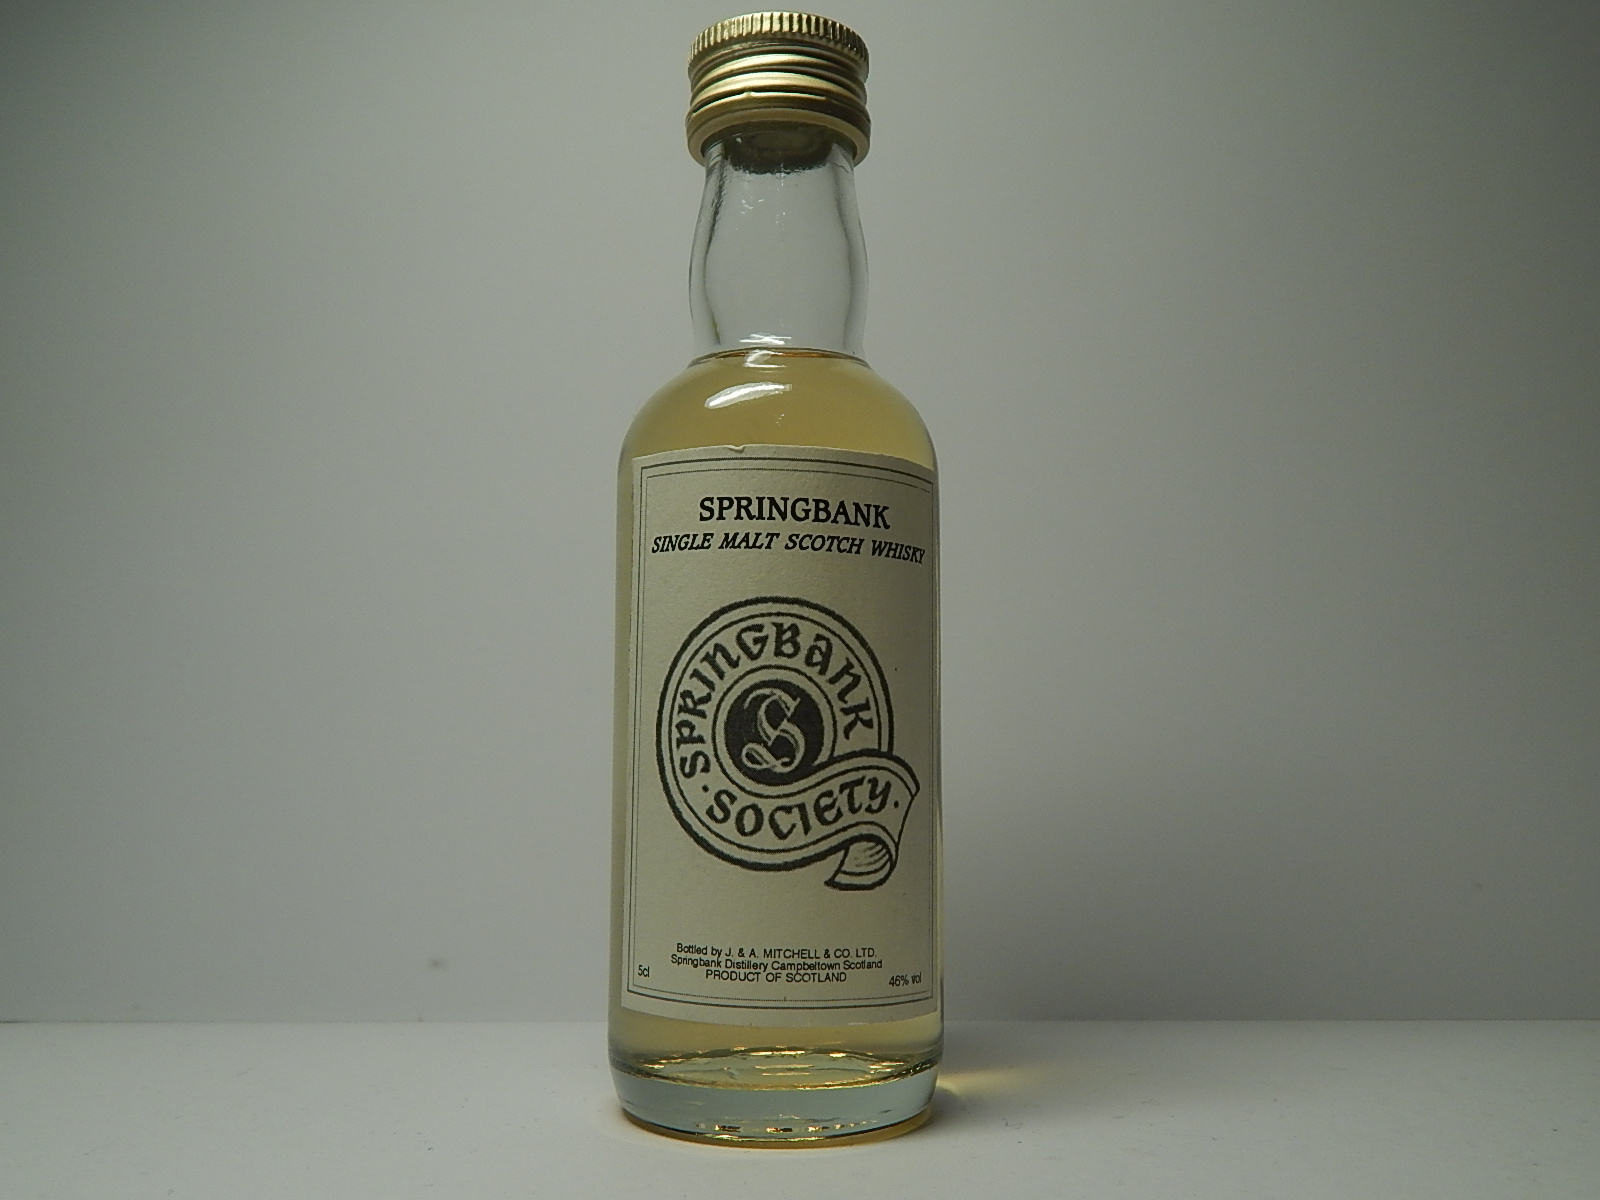 SPRINGBANK
SINGLE MALT SCOTCH WHISKY
SPRINGBANK
S
·SOCIETY·
Bottled by J. & A. MITCHELL & CO. LTD.
Springbank Distillery Campbeltown Scotland
PRODUCT OF SCOTLAND
5cl
46% vol